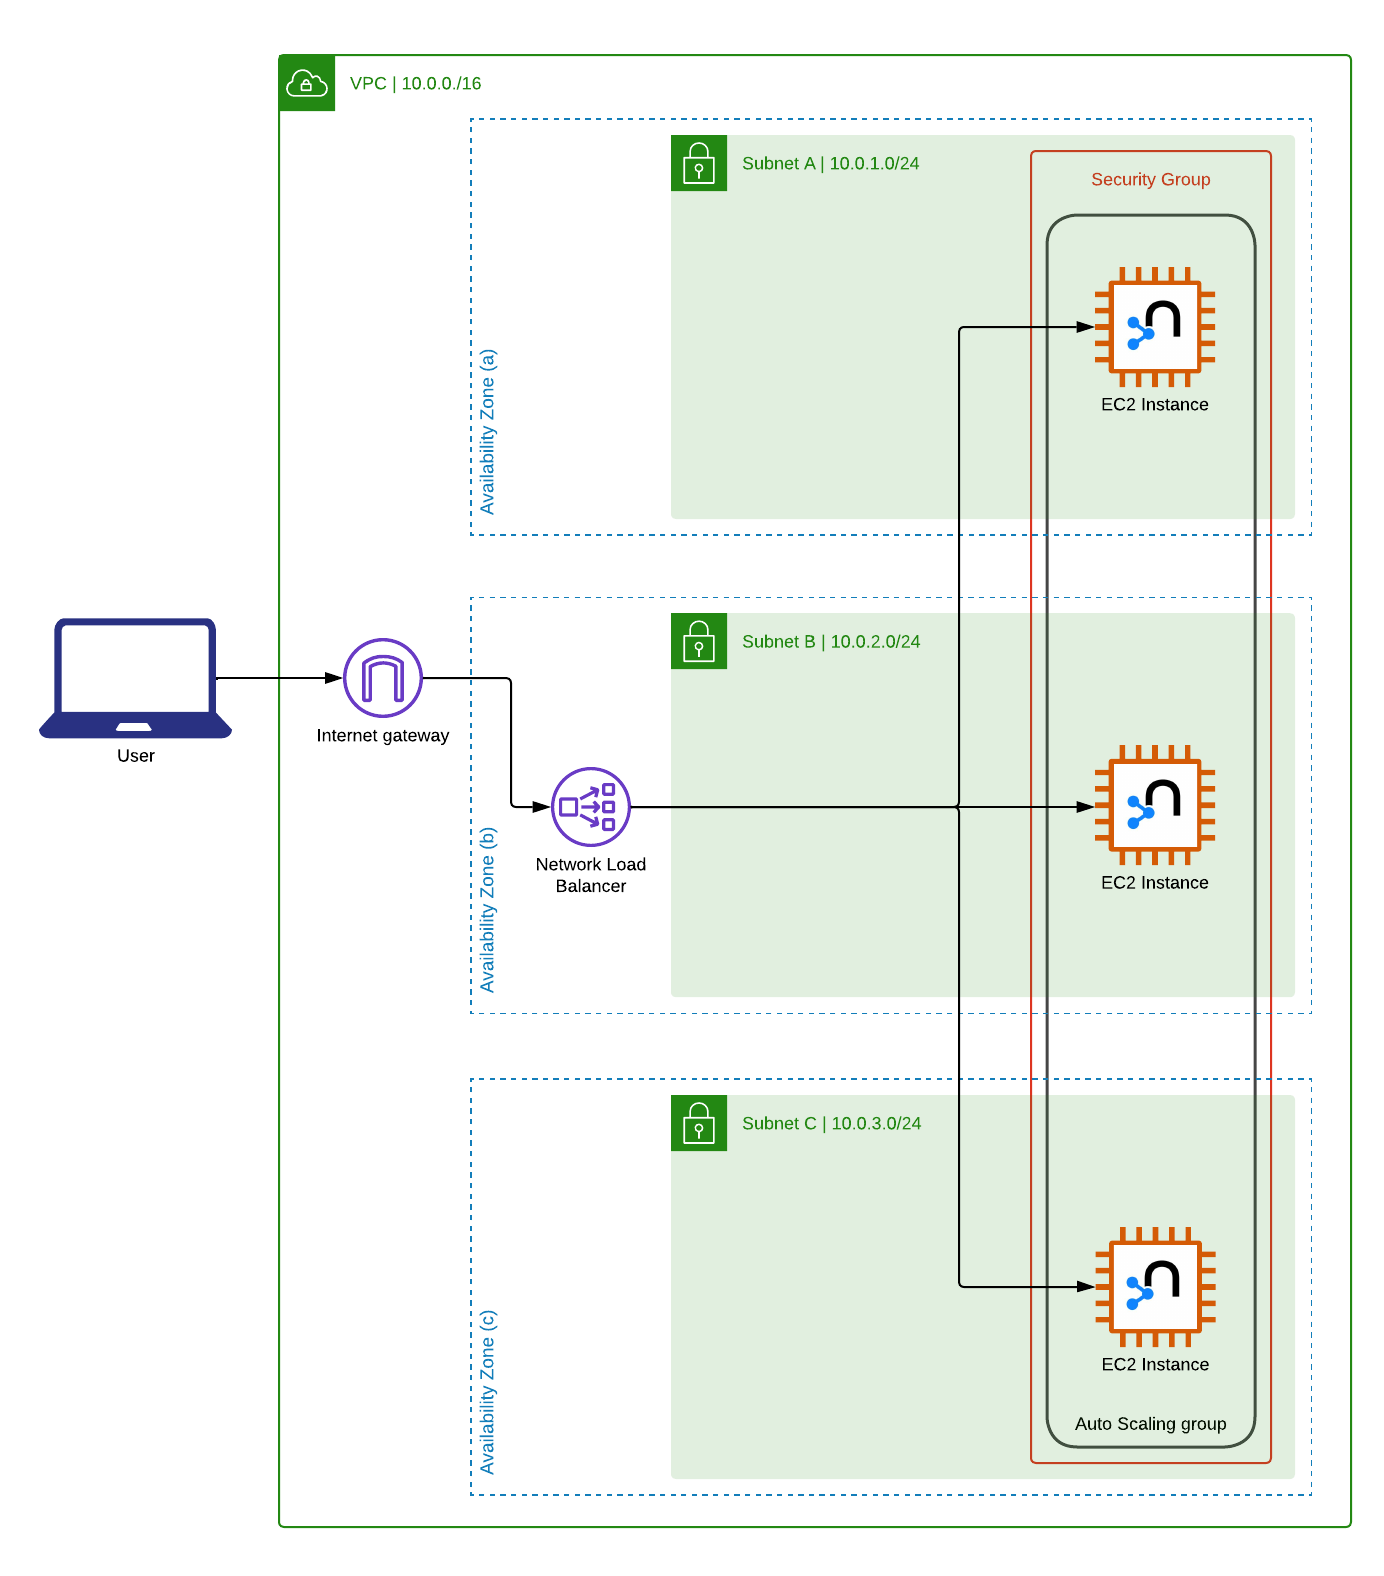 VPC | 10.0.0./16
Subnet A | 10.0.1.0/24
Security Group
Availability Zone (a)
EC2 Instance
Subnet B | 10.0.2.0/24
User
Internet gateway
Network Load
Balancer
Availability Zone (b)
EC2 Instance
Subnet C | 10.0.3.0/24
Availability Zone (c)
EC2 Instance
Auto Scaling group